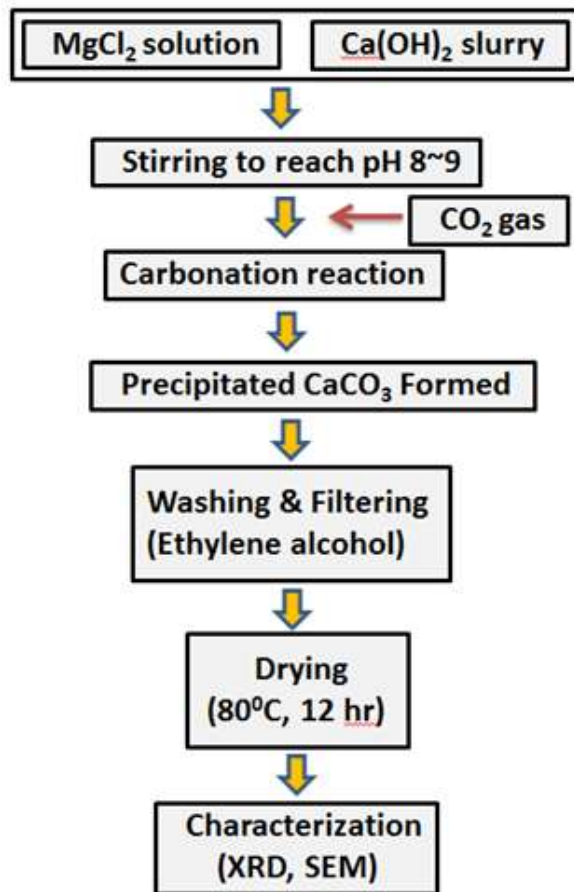 MgCl₂ solution
Ca(OH)₂ slurry
Stirring to reach pH 8~9
CO₂ gas
Carbonation reaction
Precipitated CaCO₃ Formed
Washing & Filtering
(Ethylene alcohol)
Drying
(80⁰C, 12 hr)
Characterization
(XRD, SEM)